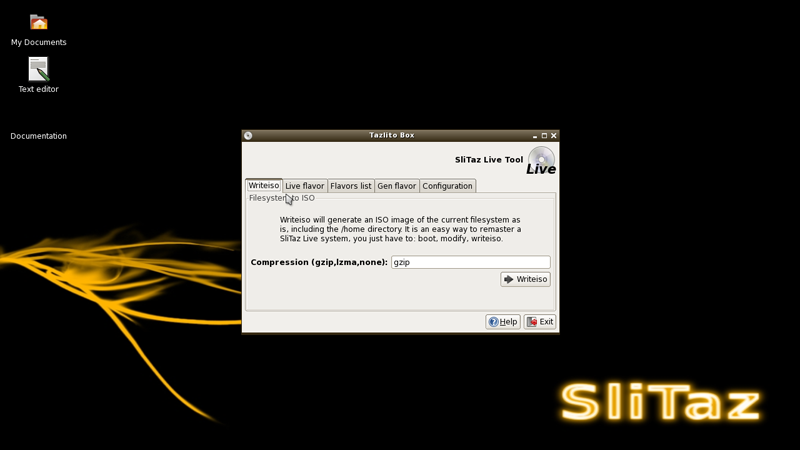 My Documents
Text editor
Documentation
Tazlito Box
SliTaz Live Tool
Live
Writeiso Live flavor Flavors list Gen flavor Configuration
Filesystem to ISO
Writeiso will generate an ISO image of the current filesystem as
is, including the /home directory. It is an easy way to remaster a
SliTaz Live system, you just have to: boot, modify, writeiso.
Compression (gzip,lzma,none): gzip
Writeiso
Help Exit
SliTaz